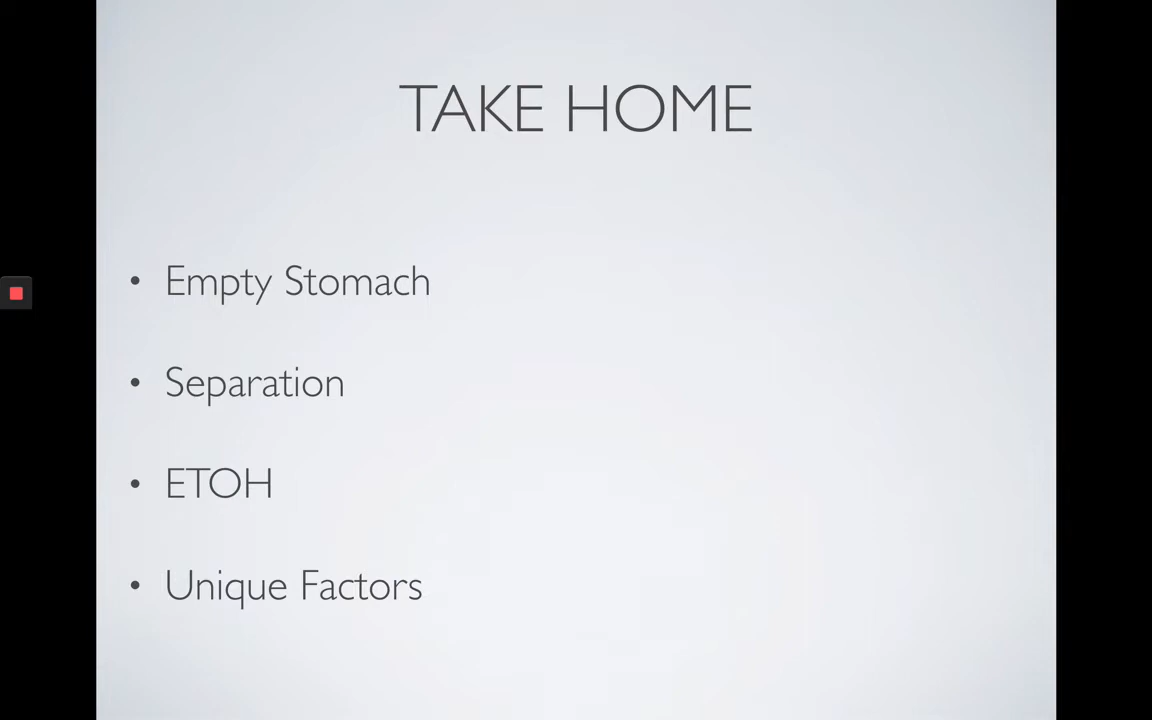 TAKE HOME
• Empty Stomach
• Separation
• ETOH
• Unique Factors